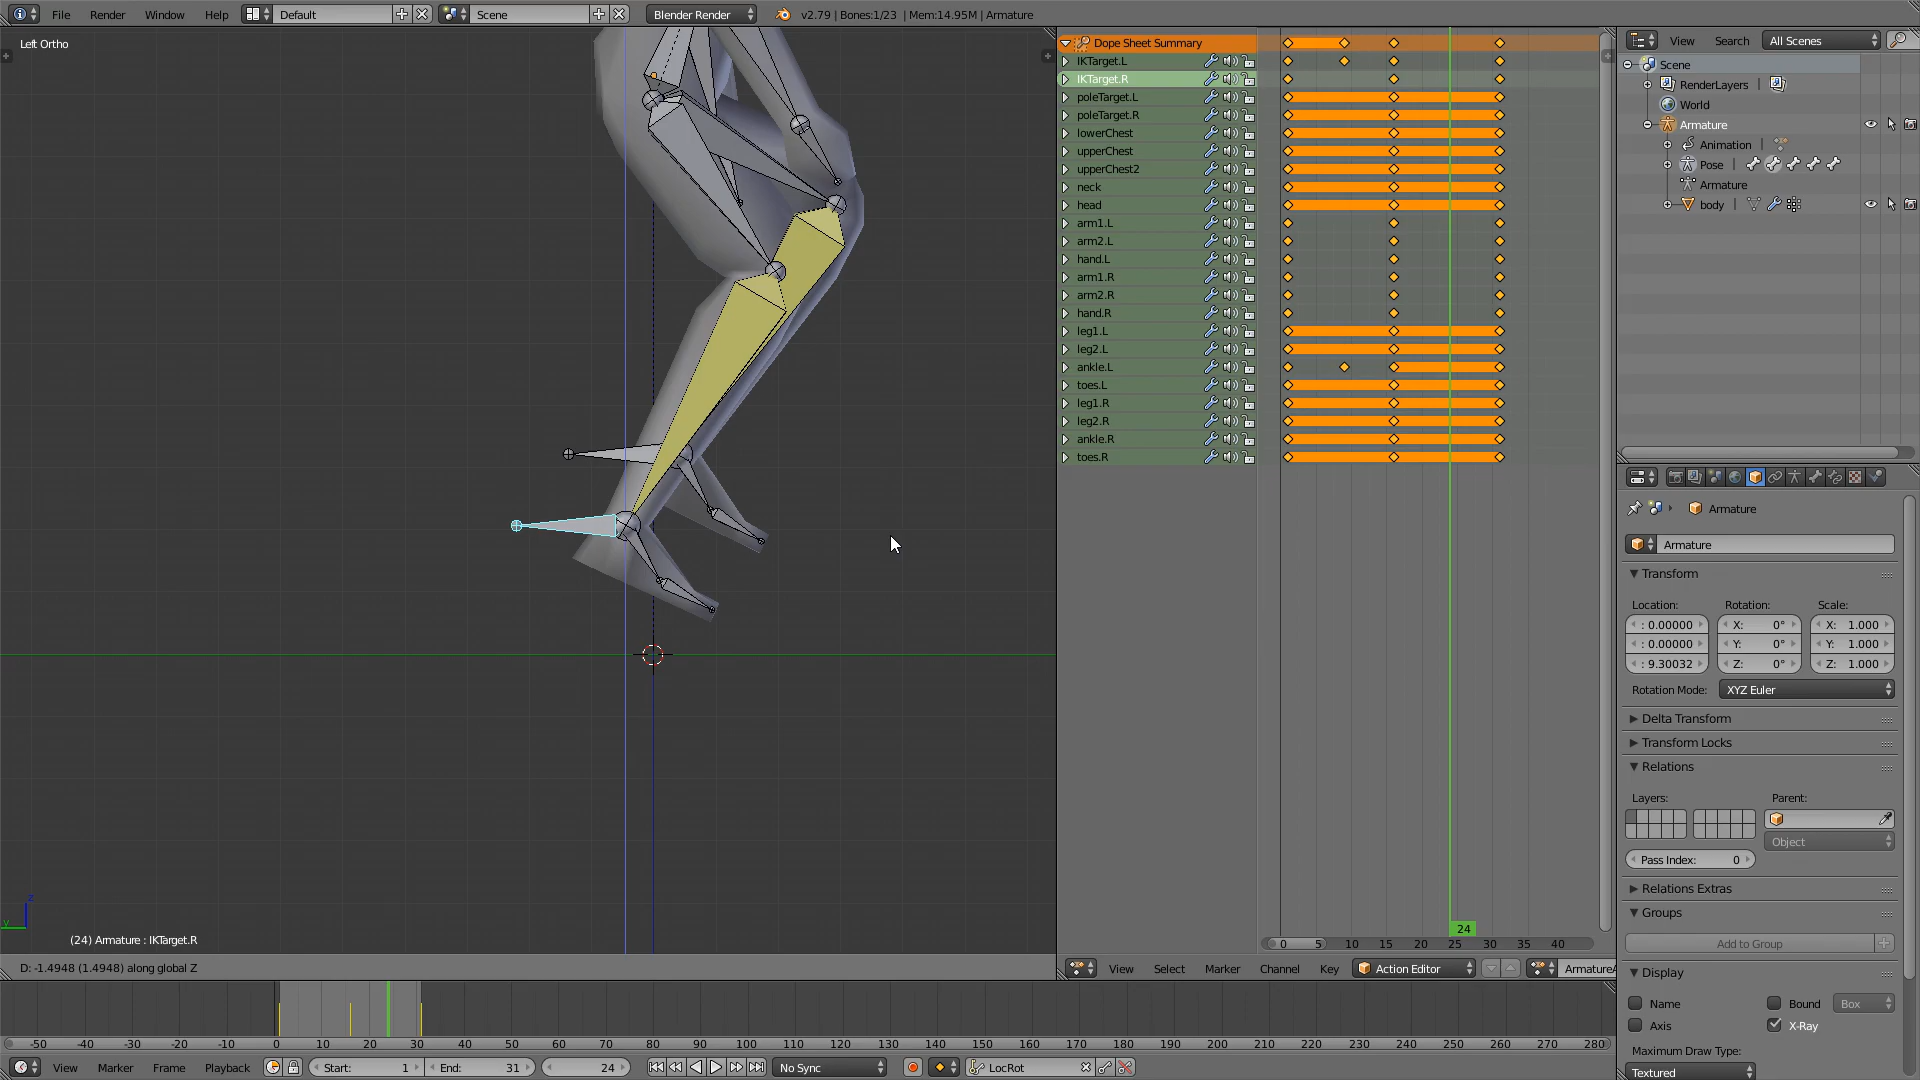 File Render Window Help Default Scene Blender Render v2.79 | Bones:1/23 | Mem:14.95M | Armature
Left Ortho
Dope Sheet Summary
IKTarget.L
IKTarget.R
poleTarget.L
poleTarget.R
lowerChest
upperChest
upperChest2
neck
head
arm1.L
arm2.L
hand.L
arm1.R
arm2.R
hand.R
leg1.L
leg2.L
ankle.L
toes.L
leg1.R
leg2.R
ankle.R
toes.R
View Search All Scenes
Scene
RenderLayers
World
Armature
Animation
Pose
Armature
body
Armature
Armature
Transform
Location: Rotation: Scale:
: 0.00000 X: 0° X: 1.000
: 0.00000 Y: 0° Y: 1.000
: 9.30032 Z: 0° Z: 1.000
Rotation Mode: XYZ Euler
Delta Transform
Transform Locks
Relations
Layers: Parent:
Object
Pass Index: 0
Relations Extras
Groups
Add to Group
Display
Name Bound Box
Axis X-Ray
Maximum Draw Type:
Textured
z
y
(24) Armature : IKTarget.R
24
0 5 10 15 20 25 30 35 40
D: -1.4948 (1.4948) along global Z
View Select Marker Channel Key Action Editor ArmatureA
-50 -40 -30 -20 -10 0 10 20 30 40 50 60 70 80 90 100 110 120 130 140 150 160 170 180 190 200 210 220 230 240 250 260 270 280
View Marker Frame Playback Start: 1 End: 31 24 No Sync LocRot